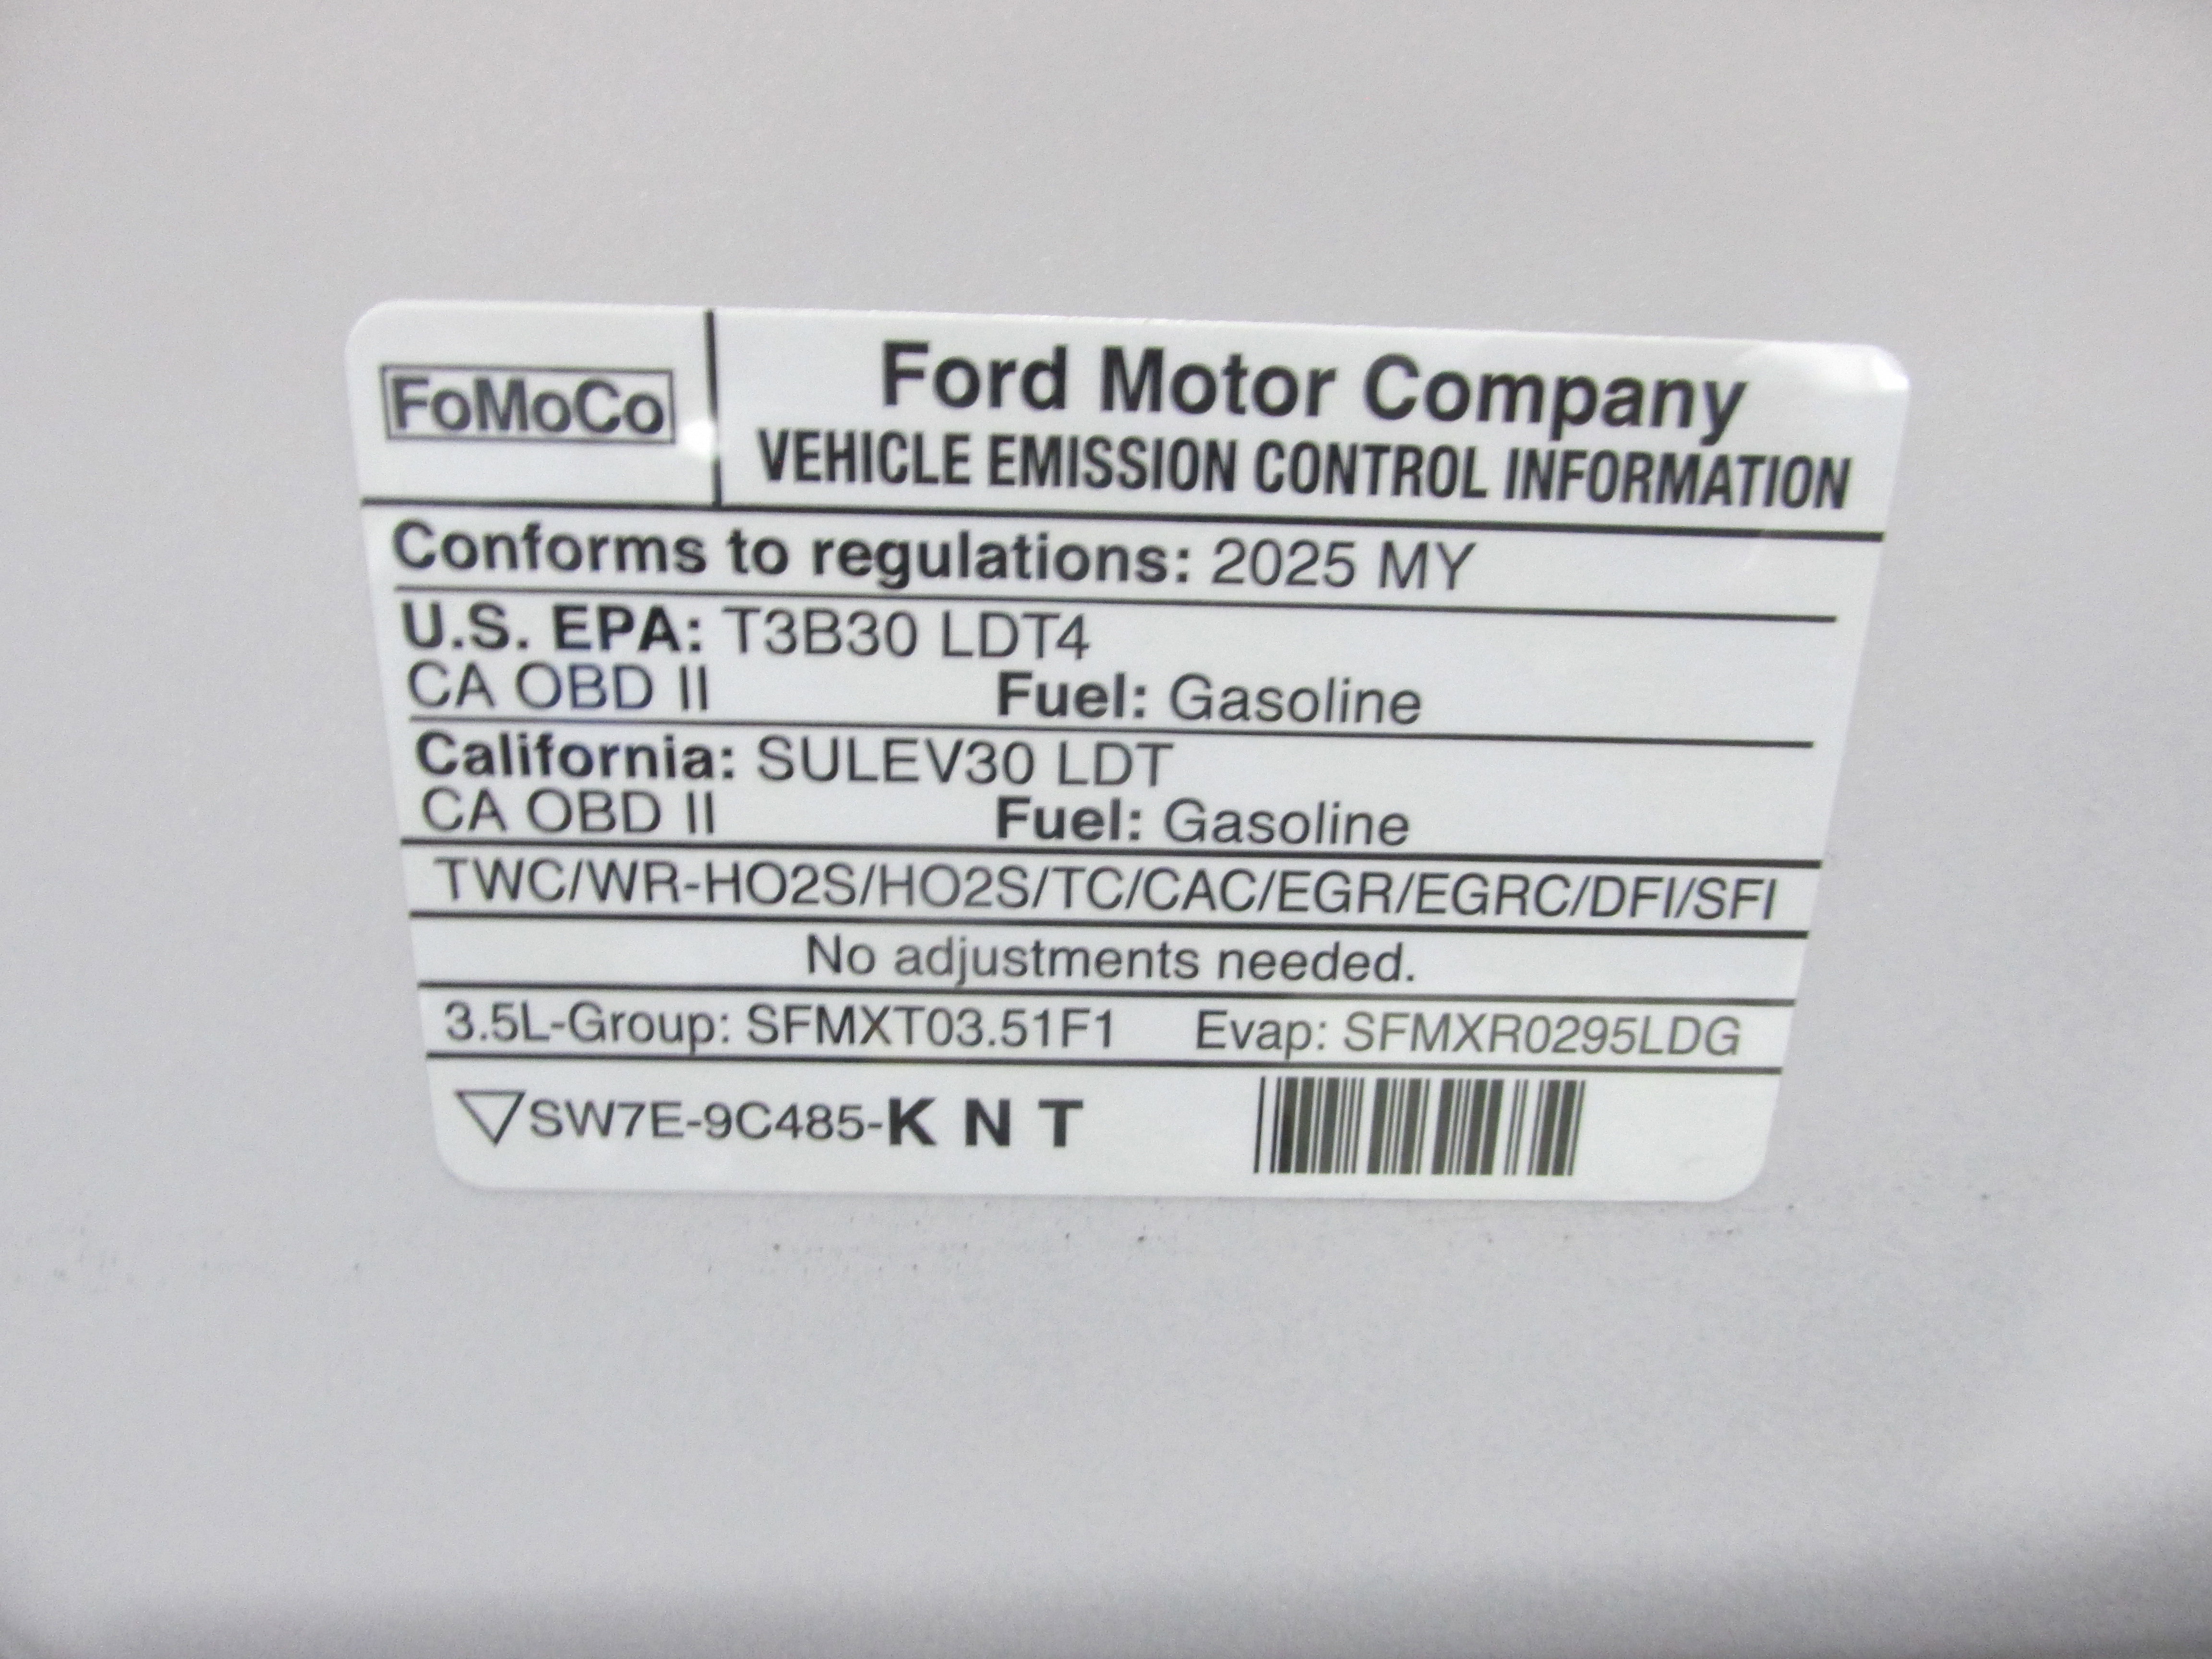 FoMoCo
Ford Motor Company
VEHICLE EMISSION CONTROL INFORMATION
Conforms to regulations: 2025 MY
U.S. EPA: T3B30 LDT4
CA OBD II Fuel: Gasoline
California: SULEV30 LDT
CA OBD II Fuel: Gasoline
TWC/WR-HO2S/HO2S/TC/CAC/EGR/EGRC/DFI/SFI
No adjustments needed.
3.5L-Group: SFMXT03.51F1 Evap: SFMXR0295LDG
▽SW7E-9C485-K N T